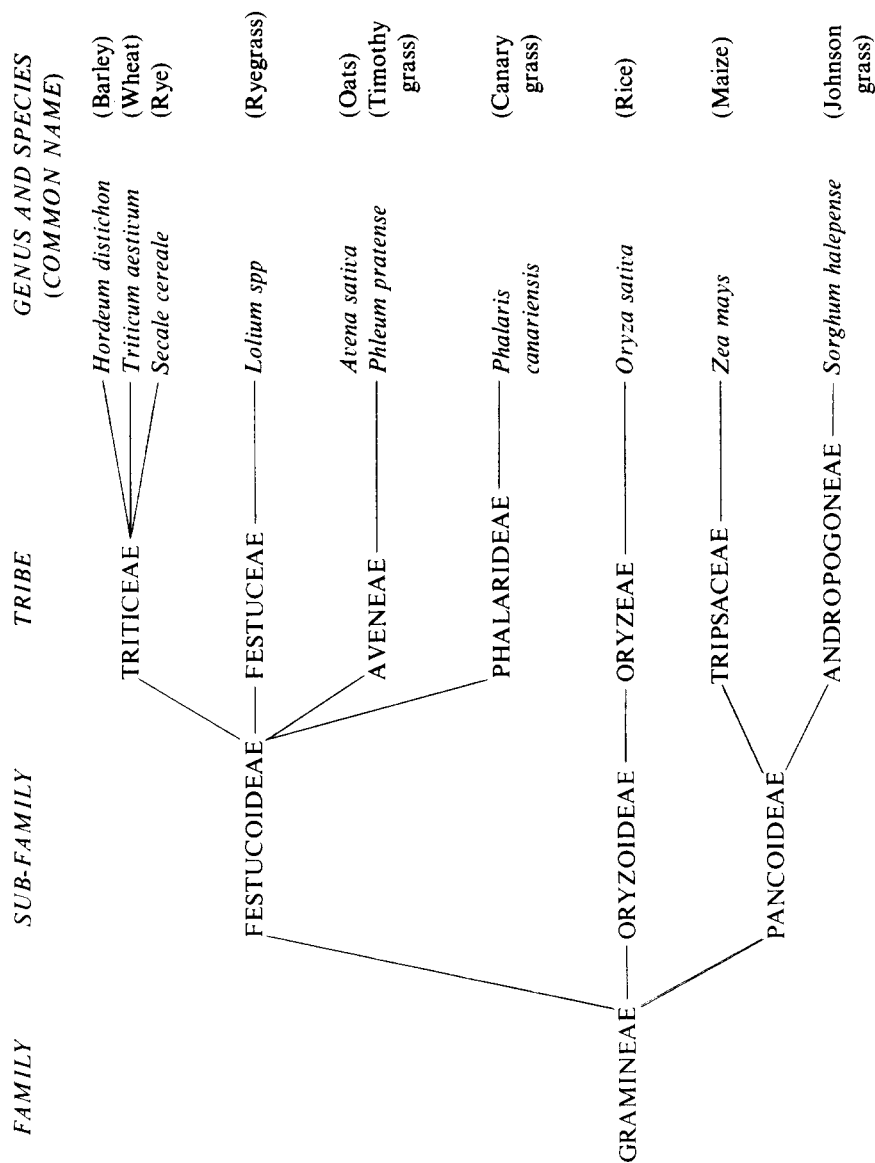 FAMILY SUB-FAMILY TRIBE GENUS AND SPECIES
(COMMON NAME)
Hordeum distichon (Barley)
TRITICEAE Triticum aestivum (Wheat)
Secale cereale (Rye)
FESTUCOIDEAE FESTUCEAE Lolium spp (Ryegrass)
Avena sativa (Oats)
AVENEAE Phleum pratense (Timothy
grass)
PHALARIDEAE Phalaris (Canary
canariensis grass)
GRAMINEAE ORYZOIDEAE ORYZEAE Oryza sativa (Rice)
TRIPSACEAE Zea mays (Maize)
PANCOIDEAE
ANDROPOGONEAE Sorghum halepense (Johnson
grass)